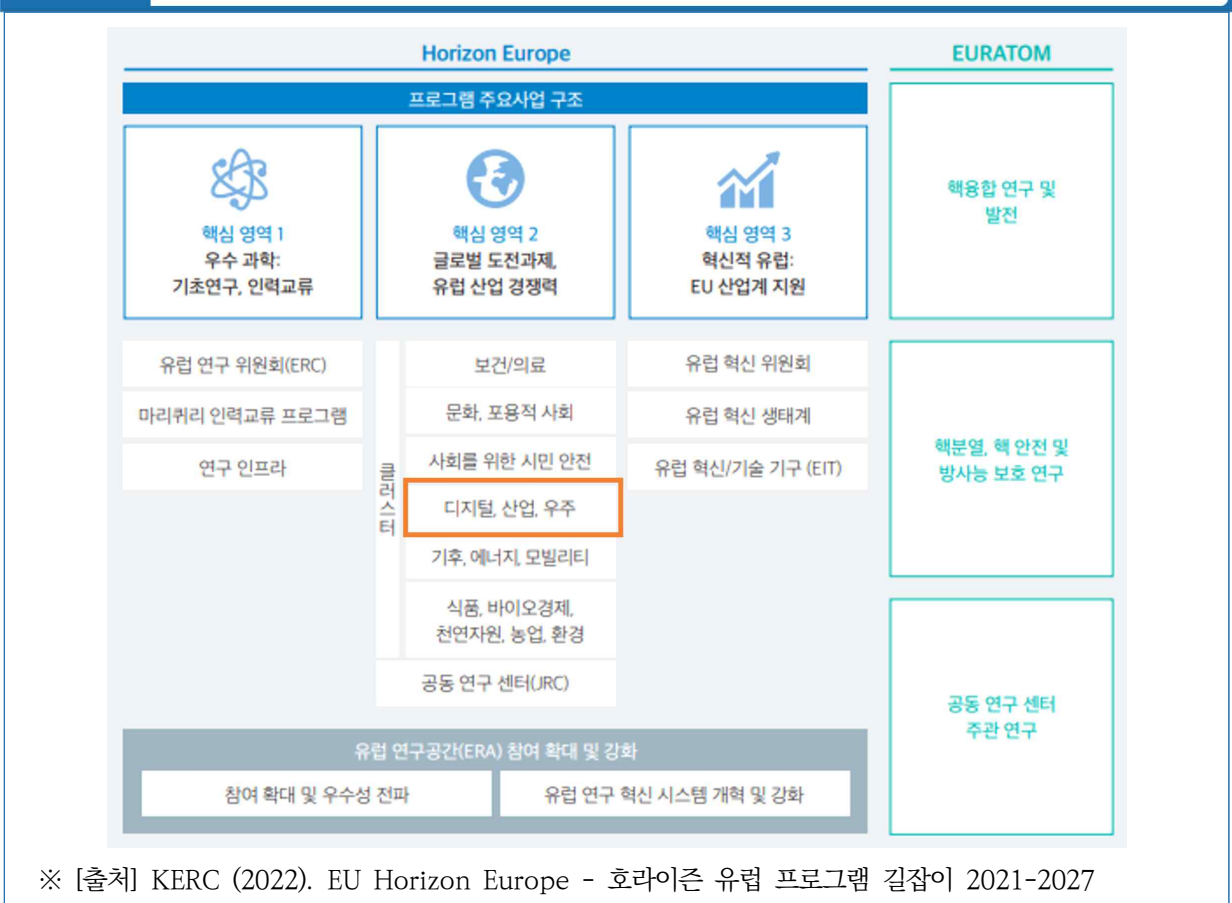 Horizon Europe
EURATOM
프로그램 주요사업 구조
핵심 영역 1
우수 과학:
기초연구, 인력교류
핵심 영역 2
글로벌 도전과제,
유럽 산업 경쟁력
핵심 영역 3
혁신적 유럽:
EU 산업계 지원
핵융합 연구 및
발전
유럽 연구 위원회(ERC)
마리퀴리 인력교류 프로그램
연구 인프라
클러스터
보건/의료
문화, 포용적 사회
사회를 위한 시민 안전
디지털, 산업, 우주
기후, 에너지, 모빌리티
식품, 바이오경제,
천연자원, 농업, 환경
공동 연구 센터(JRC)
유럽 혁신 위원회
유럽 혁신 생태계
유럽 혁신/기술 기구 (EIT)
핵분열, 핵 안전 및
방사능 보호 연구
공동 연구 센터
주관 연구
유럽 연구공간(ERA) 참여 확대 및 강화
참여 확대 및 우수성 전파
유럽 연구 혁신 시스템 개혁 및 강화
※ [출처] KERC (2022). EU Horizon Europe - 호라이즌 유럽 프로그램 길잡이 2021-2027